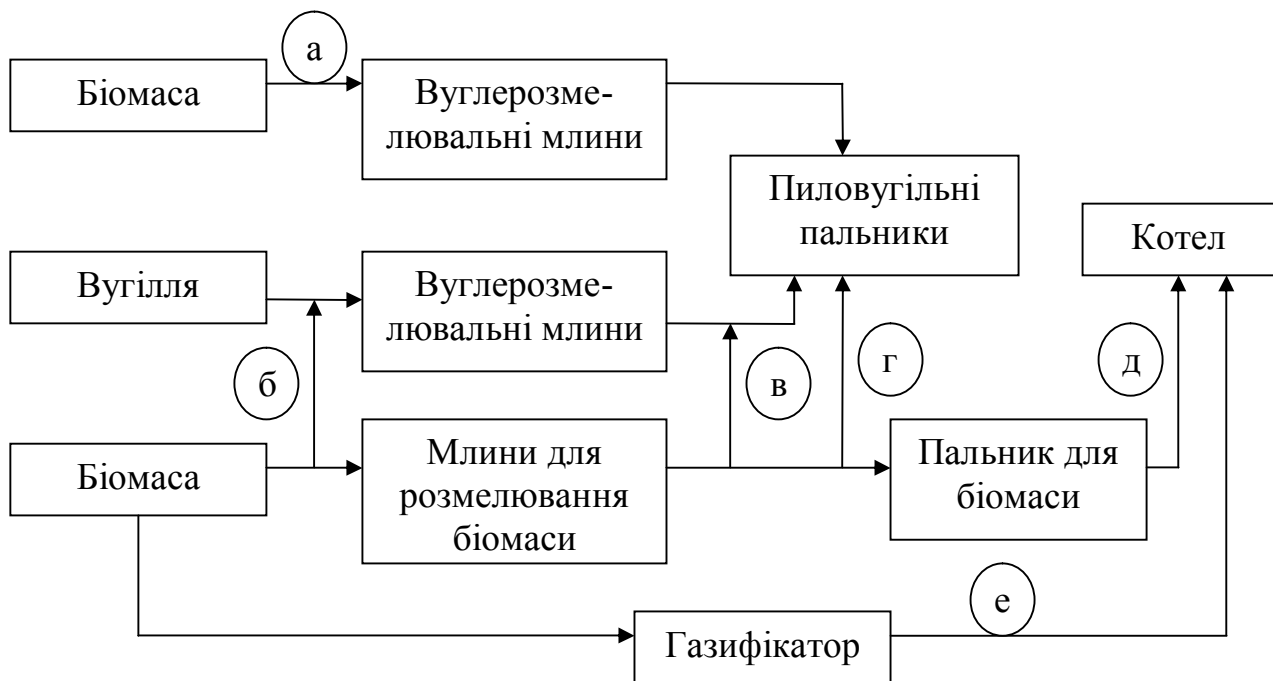 а
Біомаса
Вуглерозме-
лювальні млини
Пиловугільні
пальники
Котел
Вугілля
Вуглерозме-
лювальні млини
б
в
г
д
Біомаса
Млини для
розмелювання
біомаси
Пальник для
біомаси
е
Газифікатор